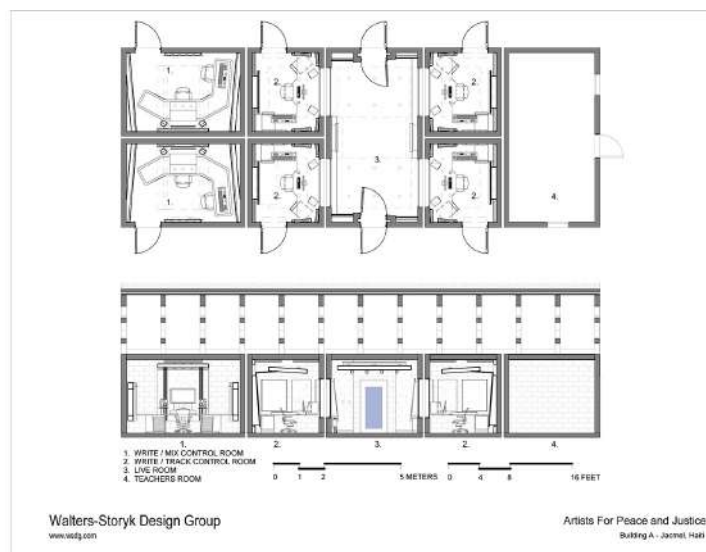 1.
2.
2.
3.
1.
2.
2.
4.
1.
2.
3.
2.
4.
1. WRITE / MIX CONTROL ROOM
2. WRITE / TRACK CONTROL ROOM
3. LIVE ROOM
4. TEACHERS ROOM
0 1 2 5 METERS
0 4 8 16 FEET
Walters-Storyk Design Group
www.wsdg.com
Artists For Peace and Justice
Building A - Jacmel, Haiti